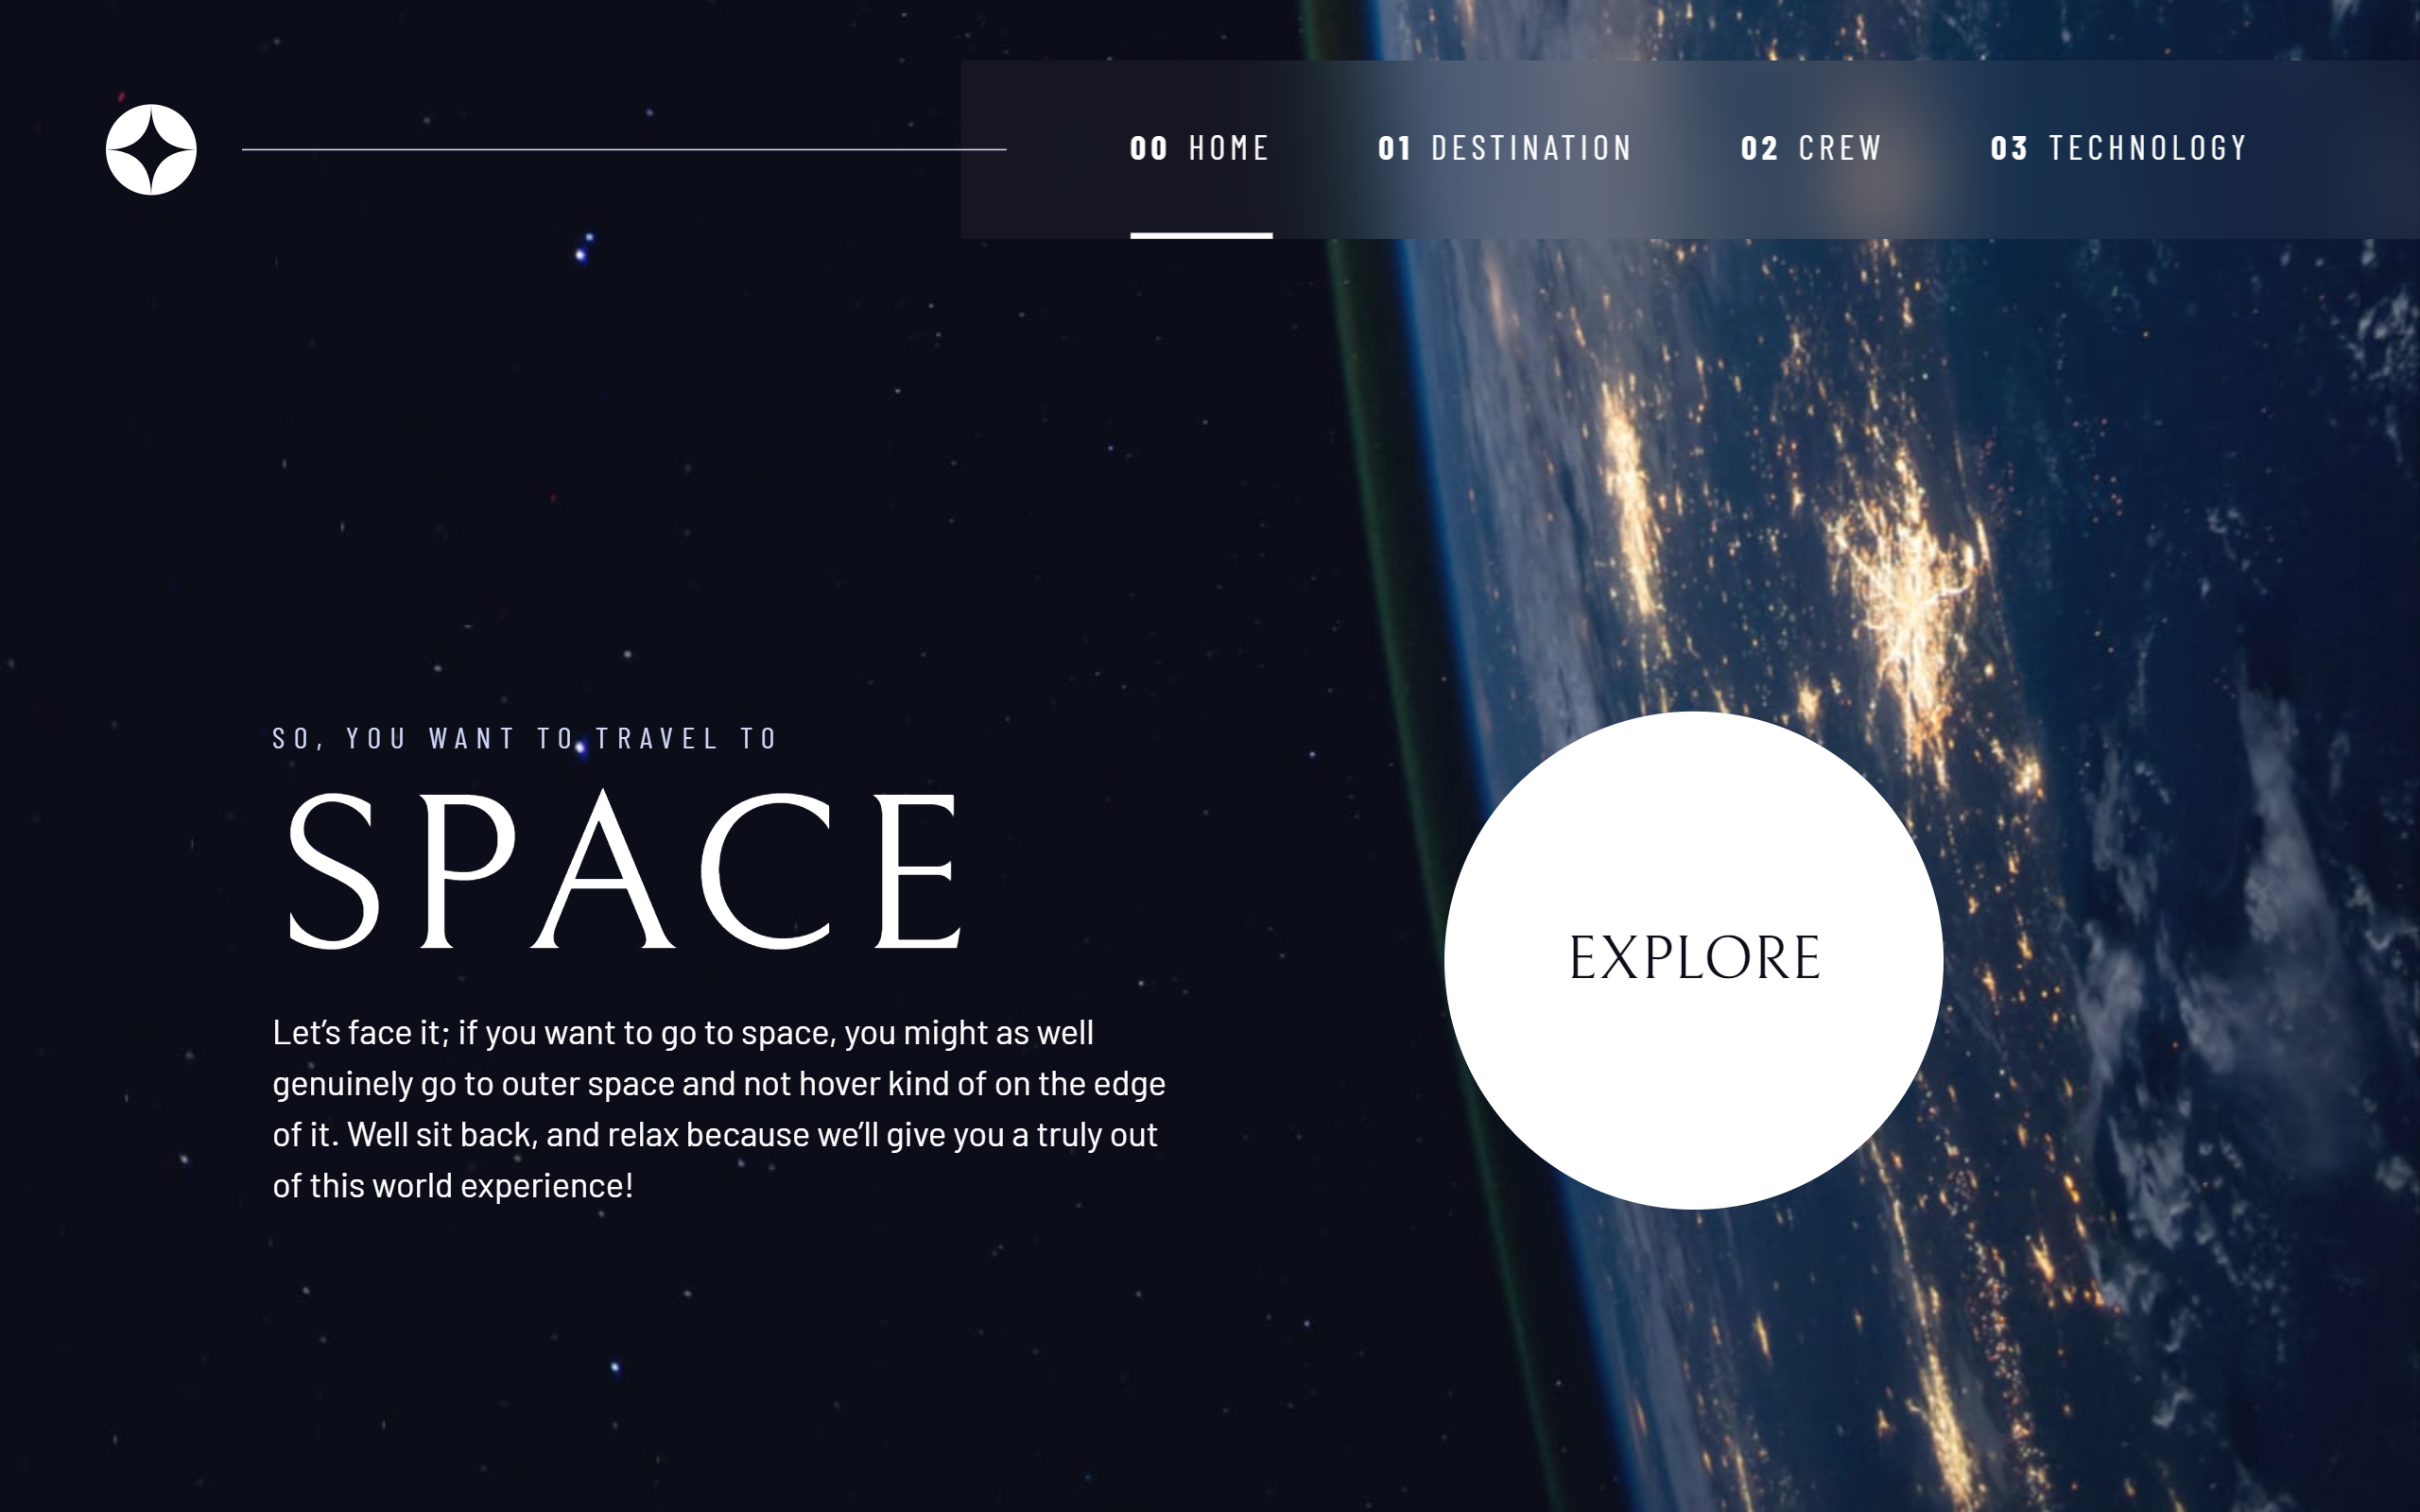 00 HOME 01 DESTINATION 02 CREW 03 TECHNOLOGY
SO, YOU WANT TO TRAVEL TO
SPACE
Let’s face it; if you want to go to space, you might as well
genuinely go to outer space and not hover kind of on the edge
of it. Well sit back, and relax because we’ll give you a truly out
of this world experience!
EXPLORE